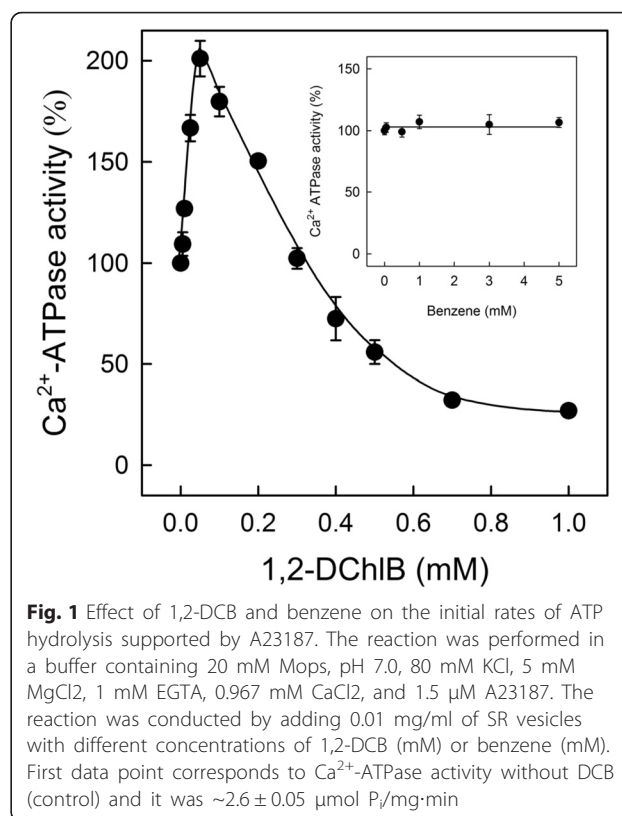 200
150
100
50
0
Ca²⁺-ATPase activity (%)
0.0 0.2 0.4 0.6 0.8 1.0
1,2-DChlB (mM)
150
100
50
0
Ca²⁺ ATPase activity (%)
0 1 2 3 4 5
Benzene (mM)
Fig. 1 Effect of 1,2-DCB and benzene on the initial rates of ATP
hydrolysis supported by A23187. The reaction was performed in
a buffer containing 20 mM Mops, pH 7.0, 80 mM KCl, 5 mM
MgCl2, 1 mM EGTA, 0.967 mM CaCl2, and 1.5 μM A23187. The
reaction was conducted by adding 0.01 mg/ml of SR vesicles
with different concentrations of 1,2-DCB (mM) or benzene (mM).
First data point corresponds to Ca²⁺-ATPase activity without DCB
(control) and it was ~2.6 ± 0.05 μmol Pᵢ/mg·min